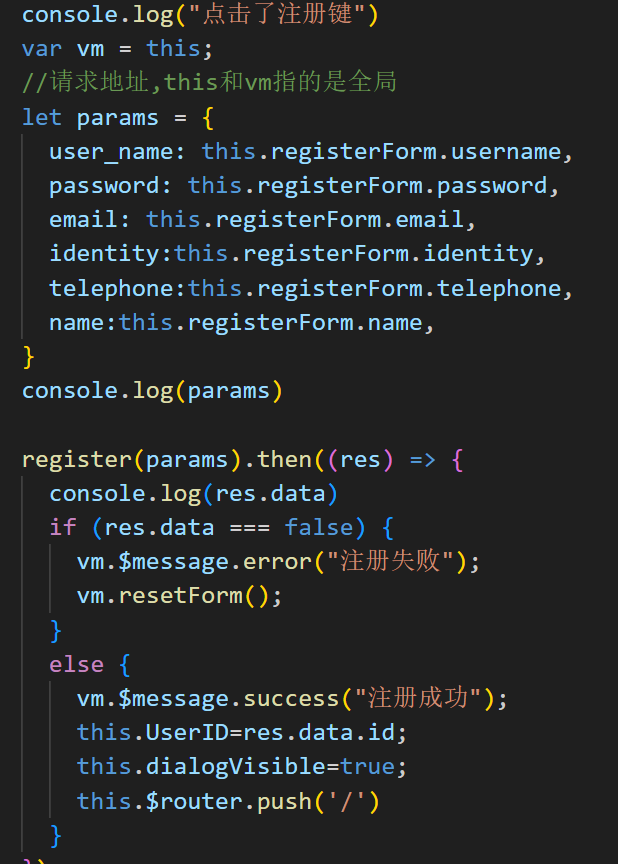 console.log("点击了注册键")
var vm = this;
//请求地址,this和vm指的是全局
let params = {
user_name: this.registerForm.username,
password: this.registerForm.password,
email: this.registerForm.email,
identity:this.registerForm.identity,
telephone:this.registerForm.telephone,
name:this.registerForm.name,
}
console.log(params)
register(params).then((res) => {
console.log(res.data)
if (res.data === false) {
vm.$message.error("注册失败");
vm.resetForm();
}
else {
vm.$message.success("注册成功");
this.UserID=res.data.id;
this.dialogVisible=true;
this.$router.push('/')
}
})